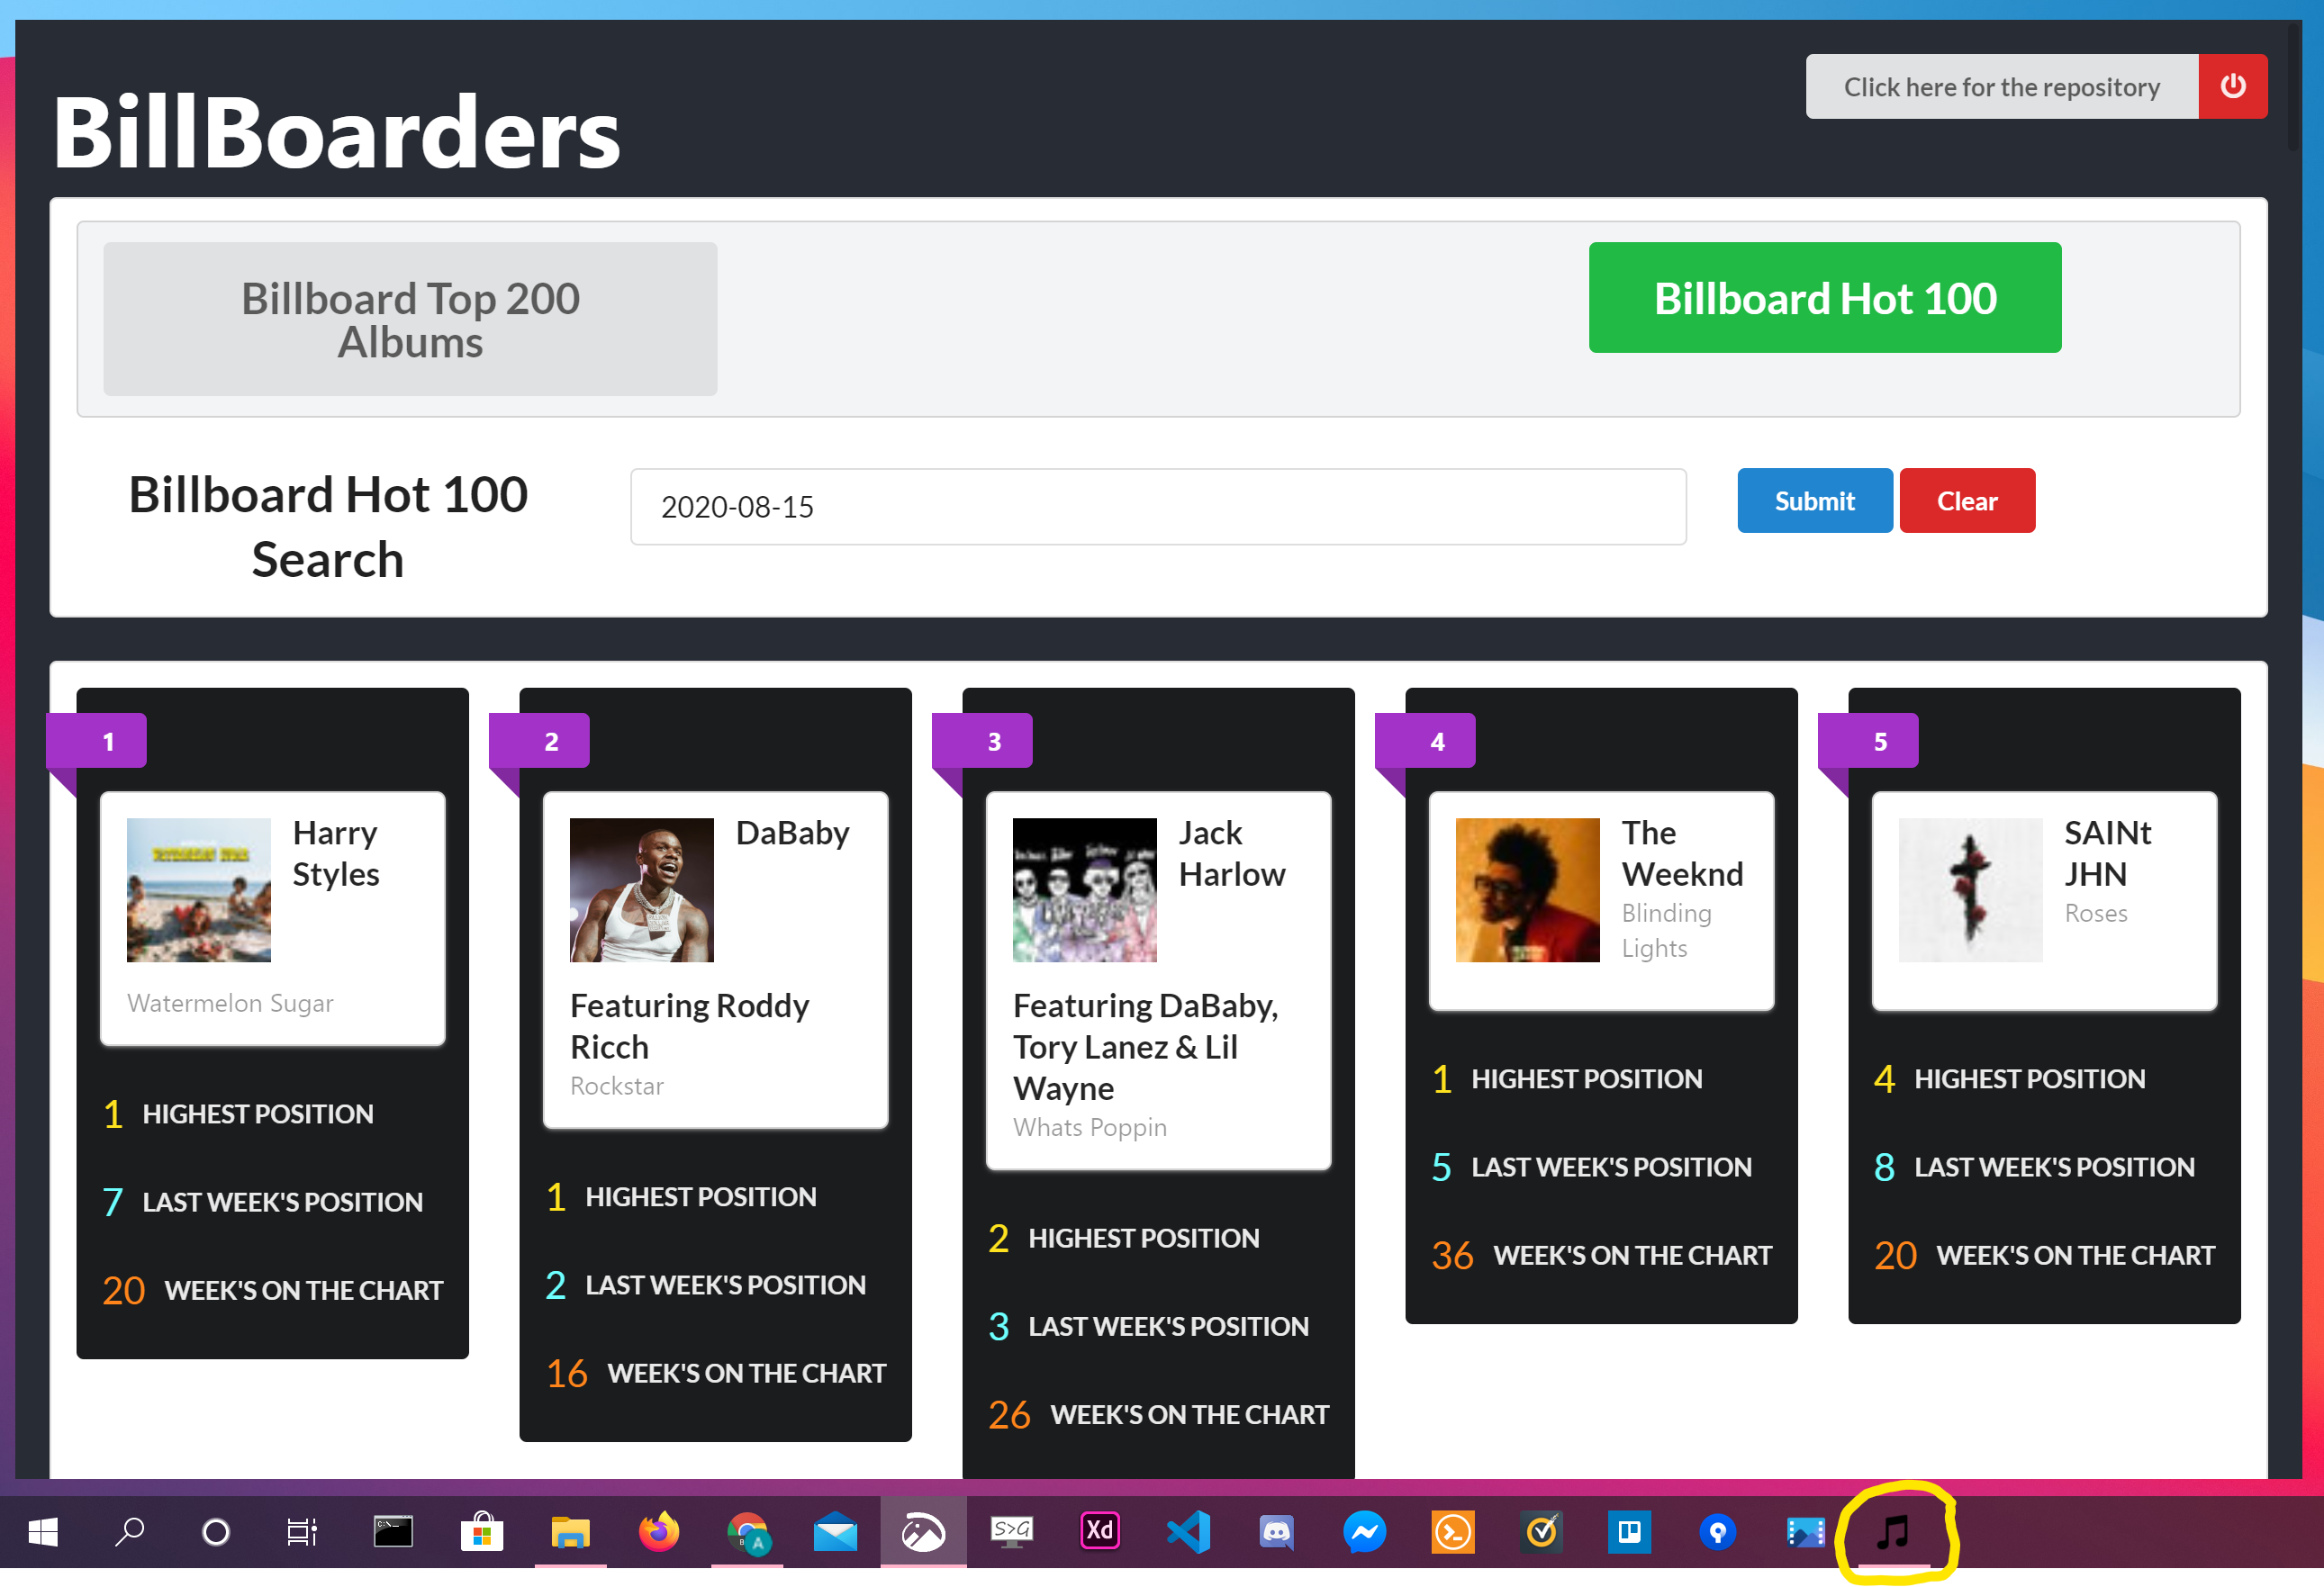 Click here for the repository
BillBoarders
Billboard Top 200
Albums
Billboard Hot 100
Billboard Hot 100
Search
2020-08-15
Submit
Clear
1
WATERMELON SUGAR
Harry
Styles
Watermelon Sugar
1 HIGHEST POSITION
7 LAST WEEK'S POSITION
20 WEEK'S ON THE CHART
2
DaBaby
Featuring Roddy
Ricch
Rockstar
1 HIGHEST POSITION
2 LAST WEEK'S POSITION
16 WEEK'S ON THE CHART
3
Jack
Harlow
Featuring DaBaby,
Tory Lanez & Lil
Wayne
Whats Poppin
2 HIGHEST POSITION
3 LAST WEEK'S POSITION
26 WEEK'S ON THE CHART
4
The
Weeknd
Blinding
Lights
1 HIGHEST POSITION
5 LAST WEEK'S POSITION
36 WEEK'S ON THE CHART
5
SAINt
JHN
Roses
4 HIGHEST POSITION
8 LAST WEEK'S POSITION
20 WEEK'S ON THE CHART
C:\_
A
S>G
Xd